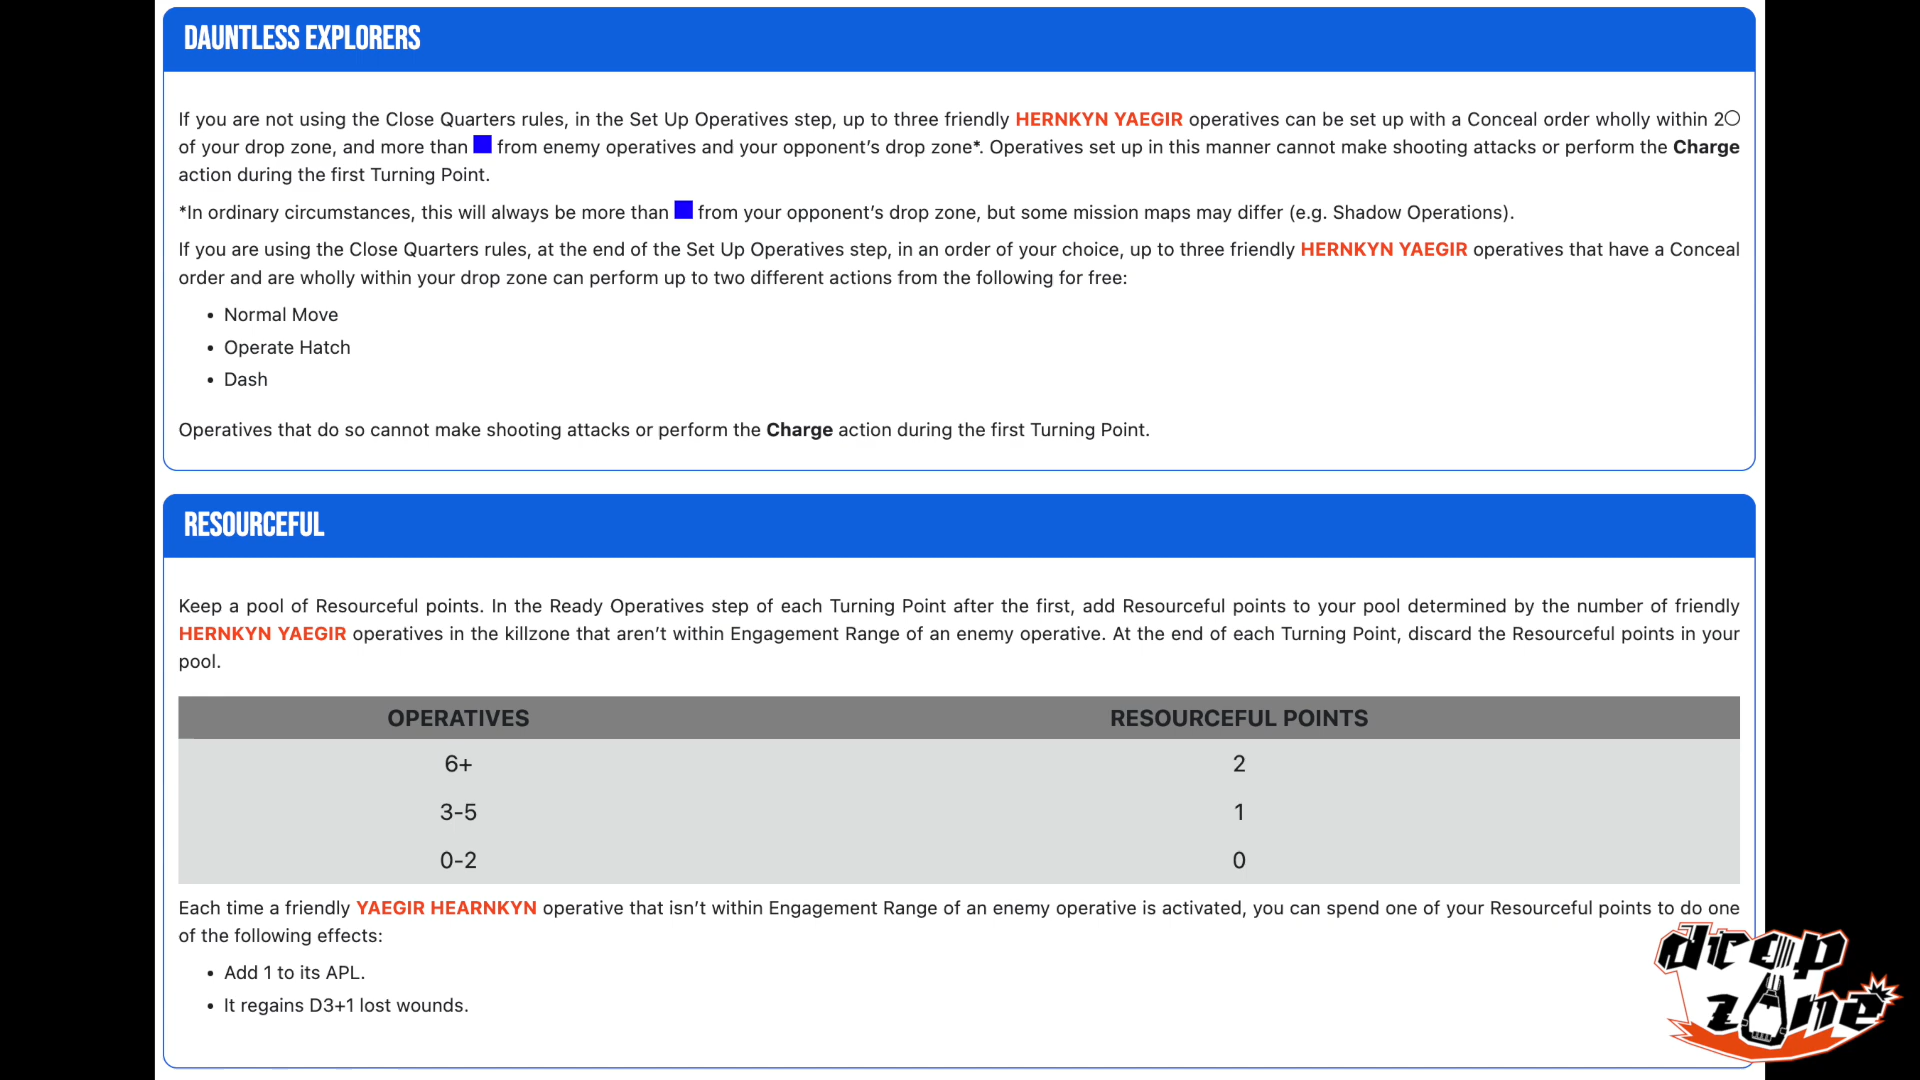 DAUNTLESS EXPLORERS
If you are not using the Close Quarters rules, in the Set Up Operatives step, up to three friendly HERNKYN YAEGIR operatives can be set up with a Conceal order wholly within 2○
of your drop zone, and more than ■ from enemy operatives and your opponent’s drop zone*. Operatives set up in this manner cannot make shooting attacks or perform the Charge
action during the first Turning Point.
*In ordinary circumstances, this will always be more than ■ from your opponent’s drop zone, but some mission maps may differ (e.g. Shadow Operations).
If you are using the Close Quarters rules, at the end of the Set Up Operatives step, in an order of your choice, up to three friendly HERNKYN YAEGIR operatives that have a Conceal
order and are wholly within your drop zone can perform up to two different actions from the following for free:
• Normal Move
• Operate Hatch
• Dash
Operatives that do so cannot make shooting attacks or perform the Charge action during the first Turning Point.
RESOURCEFUL
Keep a pool of Resourceful points. In the Ready Operatives step of each Turning Point after the first, add Resourceful points to your pool determined by the number of friendly
HERNKYN YAEGIR operatives in the killzone that aren’t within Engagement Range of an enemy operative. At the end of each Turning Point, discard the Resourceful points in your
pool.
OPERATIVES RESOURCEFUL POINTS
6+ 2
3-5 1
0-2 0
Each time a friendly YAEGIR HEARNKYN operative that isn’t within Engagement Range of an enemy operative is activated, you can spend one of your Resourceful points to do one
of the following effects:
• Add 1 to its APL.
• It regains D3+1 lost wounds.
drop
zone